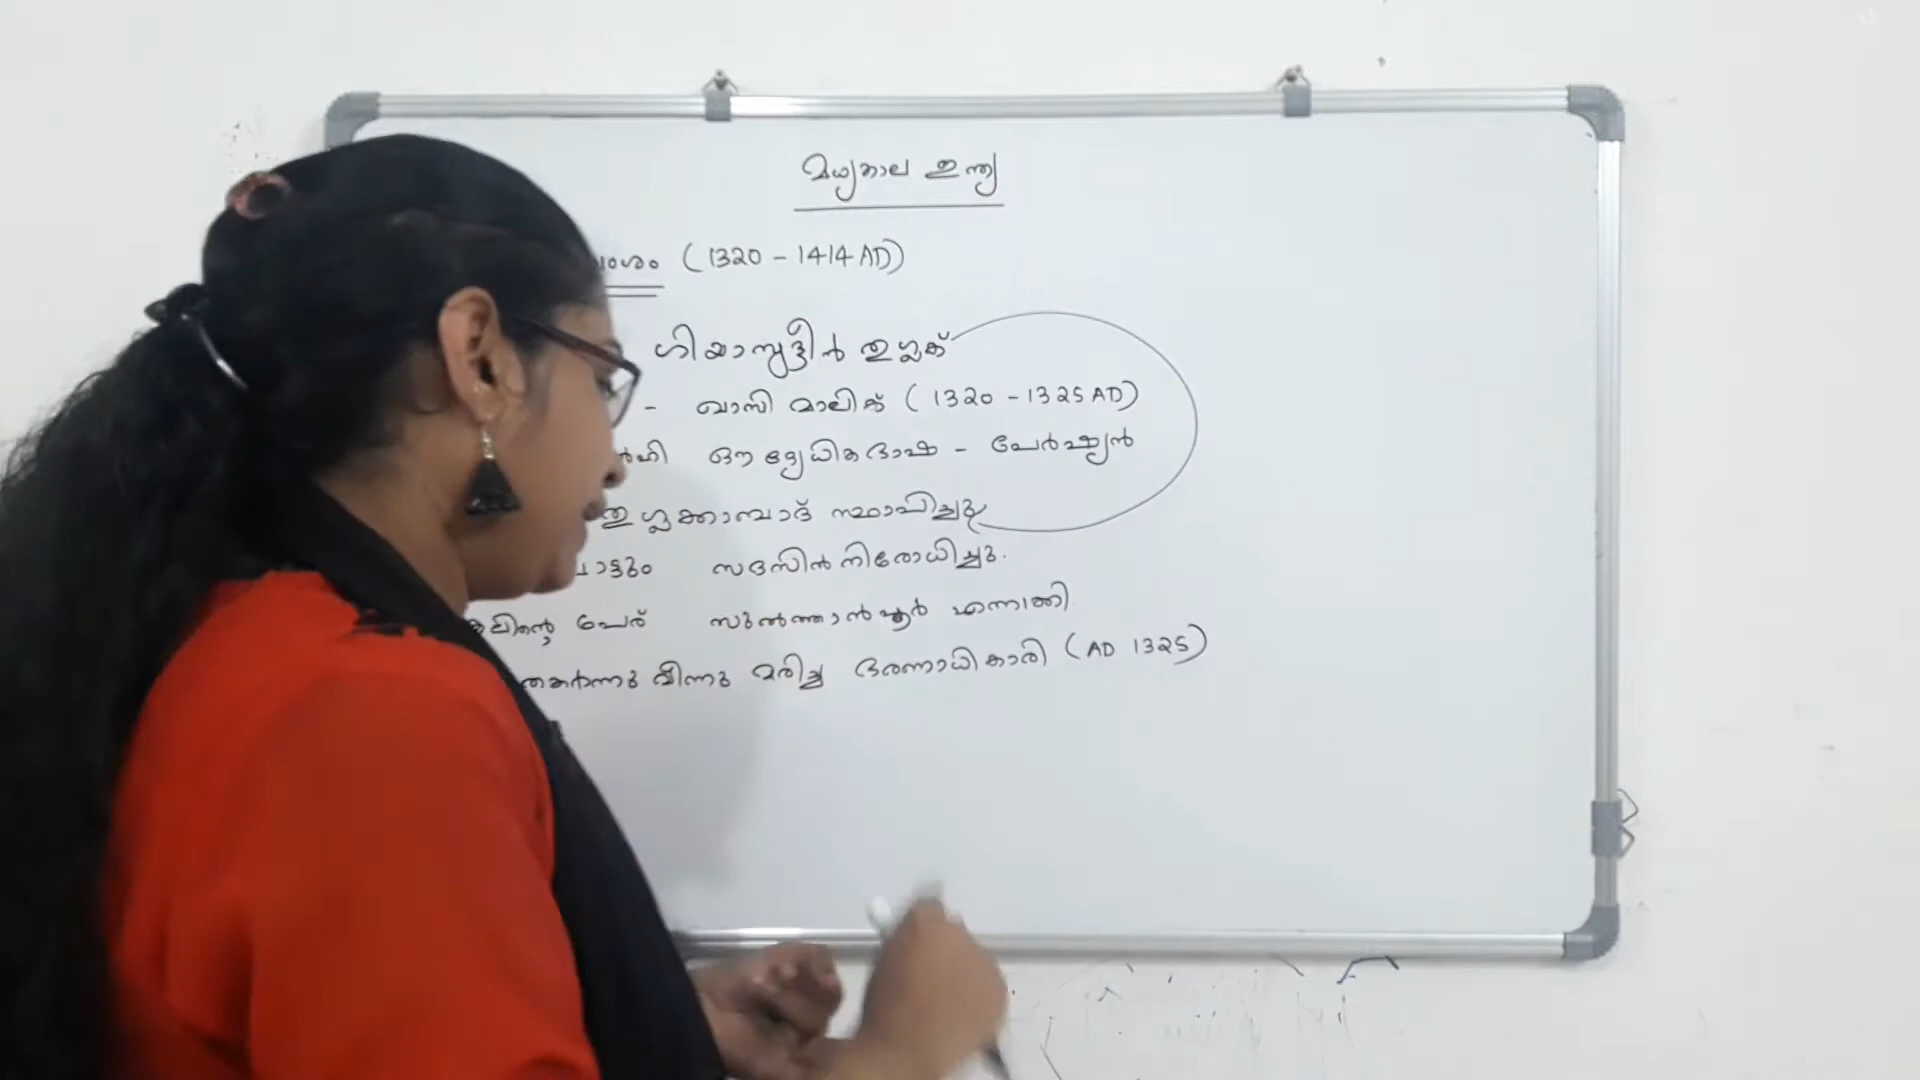 മധ്യകാല ഇന്ത്യ
വംശം (1320 - 1414 AD)
ഗിയാസുദ്ദീൻ തുഗ്ലക്
- ഖാസി മാലിക് (1320 - 1325 AD)
ഔദ്യോഗികഭാഷ - പേർഷ്യൻ
തുഗ്ലക്കാബാദ് സ്ഥാപിച്ചു
പാട്ടും സദസിൽ നിരോധിച്ചു.
പേര് സുൽത്താൻപൂർ എന്നാക്കി
തകർന്നു വീണു മരിച്ച ഭരണാധികാരി (AD 1325)